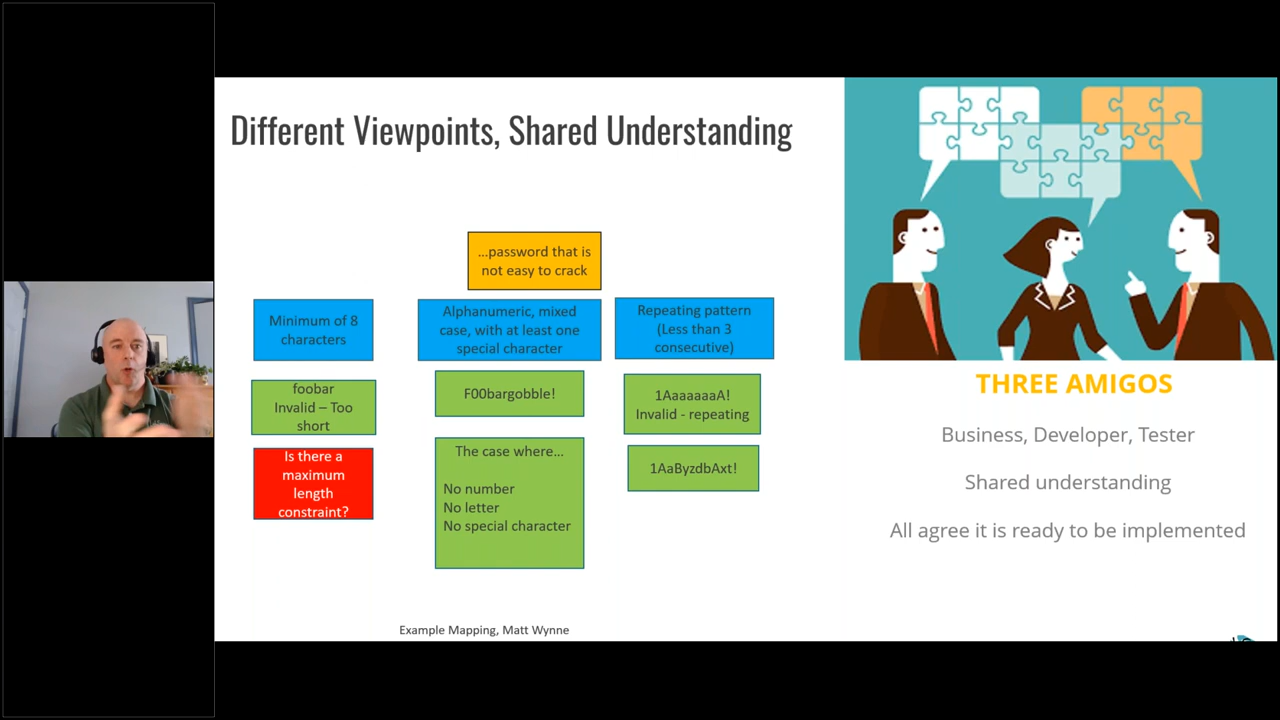 Different Viewpoints, Shared Understanding
...password that is
not easy to crack
Minimum of 8
characters
Alphanumeric, mixed
case, with at least one
special character
Repeating pattern
(Less than 3
consecutive)
foobar
Invalid – Too
short
F00bargobble!
1AaaaaaaA!
Invalid - repeating
Is there a
maximum
length
constraint?
The case where...
No number
No letter
No special character
1AaByzdbAxt!
Example Mapping, Matt Wynne
THREE AMIGOS
Business, Developer, Tester
Shared understanding
All agree it is ready to be implemented